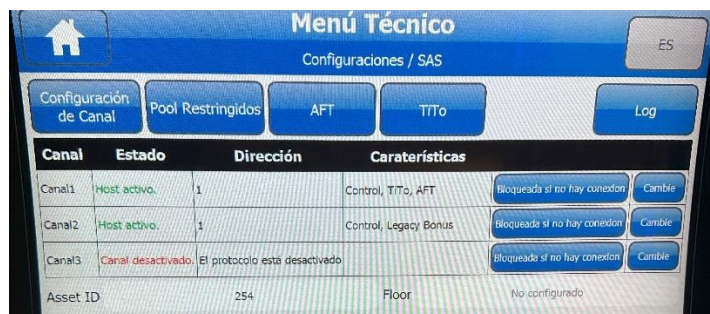 Menú Técnico
Configuraciones / SAS
ES
Configuración de Canal Pool Restringidos AFT TiTo Log
Canal Estado Dirección Caraterísticas
Canal1 Host activo. 1 Control, TiTo, AFT Bloqueada si no hay conexion Cambie
Canal2 Host activo. 1 Control, Legacy Bonus Bloqueada si no hay conexion Cambie
Canal3 Canal desactivado. El protocolo está desactivado Bloqueada si no hay conexion Cambie
Asset ID 254 Floor No configurado